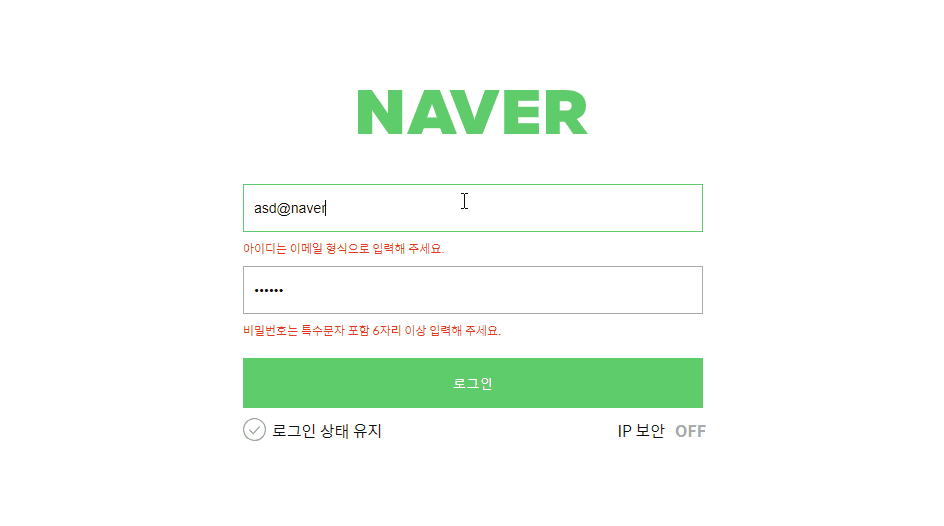 NAVER
asd@naver
아이디는 이메일 형식으로 입력해 주세요.
••••••
비밀번호는 특수문자 포함 6자리 이상 입력해 주세요.
로그인
로그인 상태 유지
IP 보안 OFF